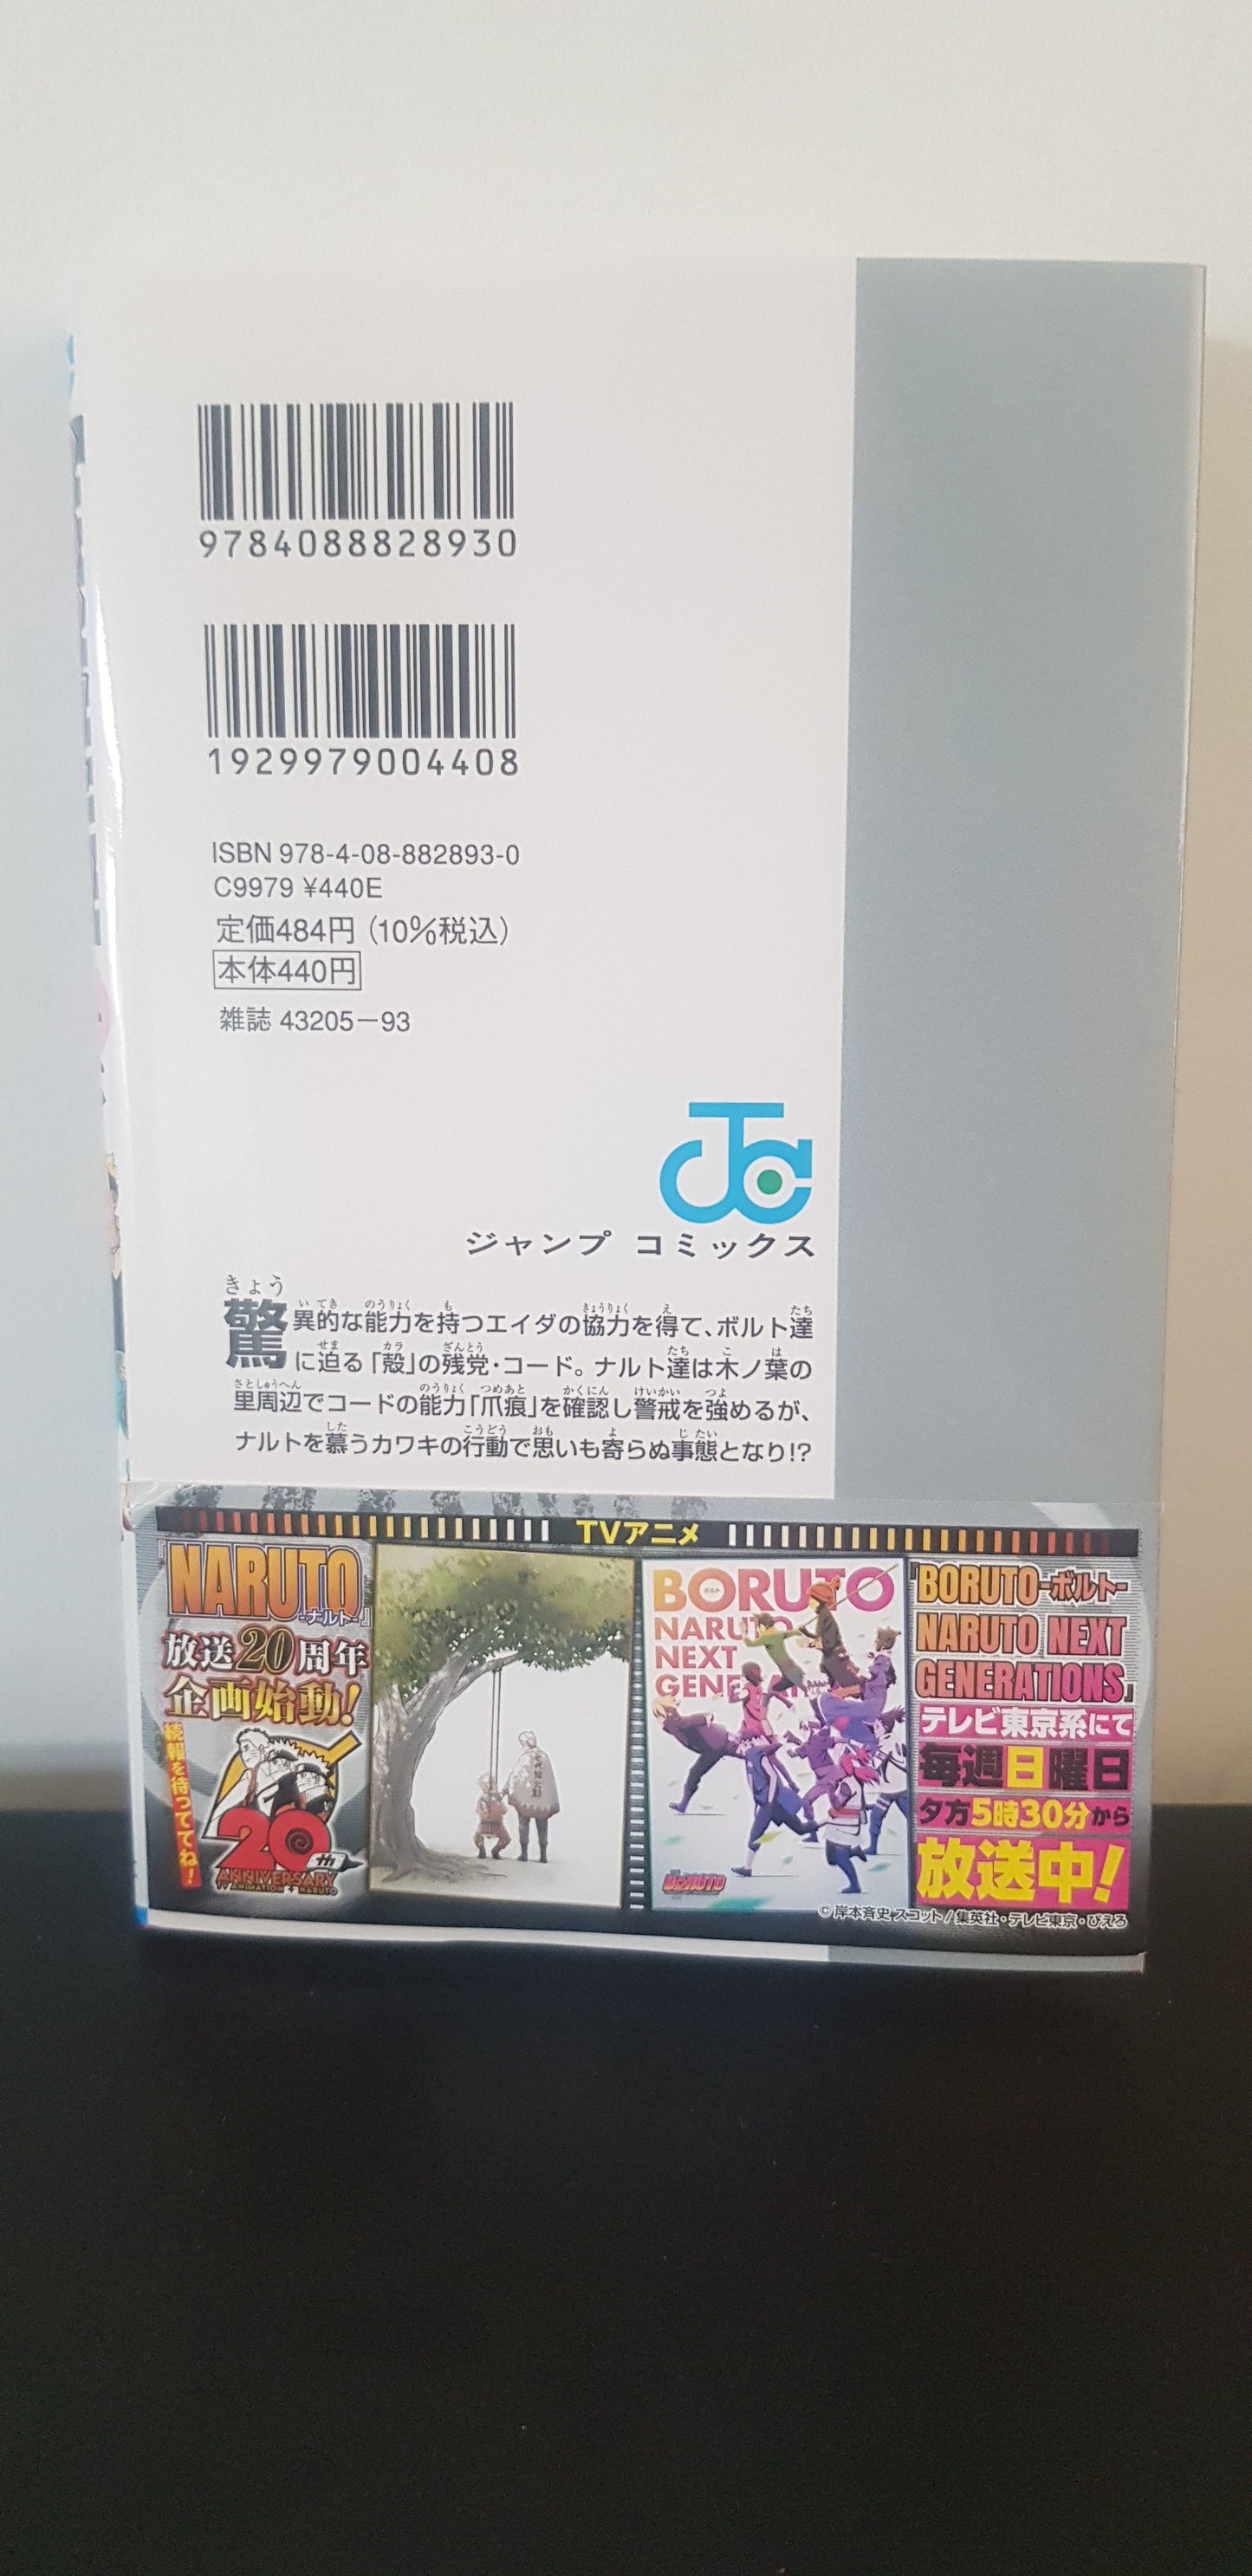 9784088828930
1929979004408
ISBN 978-4-08-882893-0
C9979 ¥440E
定価484円（10%税込）
本体440円
雑誌 43205－93
ジャンプ コミックス
驚異的な能力を持つエイダの協力を得て、ボルト達
に迫る「殻」の残党・コード。ナルト達は木ノ葉の
里周辺でコードの能力「爪痕」を確認し警戒を強めるが、
ナルトを慕うカワキの行動で思いも寄らぬ事態となり!?
TVアニメ
『NARUTO
-ナルト-』
放送20周年
企画始動!
続報を待っててね!
20th
ANNIVERSARY
BORUTO
ボルト
NARUTO
NEXT
BORUTO
『BORUTO-ボルト-
NARUTO NEXT
GENERATIONS』
テレビ東京系にて
毎週日曜日
夕方5時30分から
放送中!
© 岸本斉史 スコット / 集英社・テレビ東京・ぴえろ